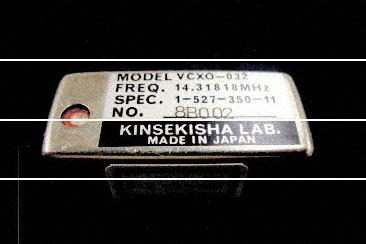 MODEL VCXO-032
FREQ. 14.31818MHz
SPEC. 1-527-350-11
NO. 8B002
KINSEKISHA LAB.
MADE IN JAPAN